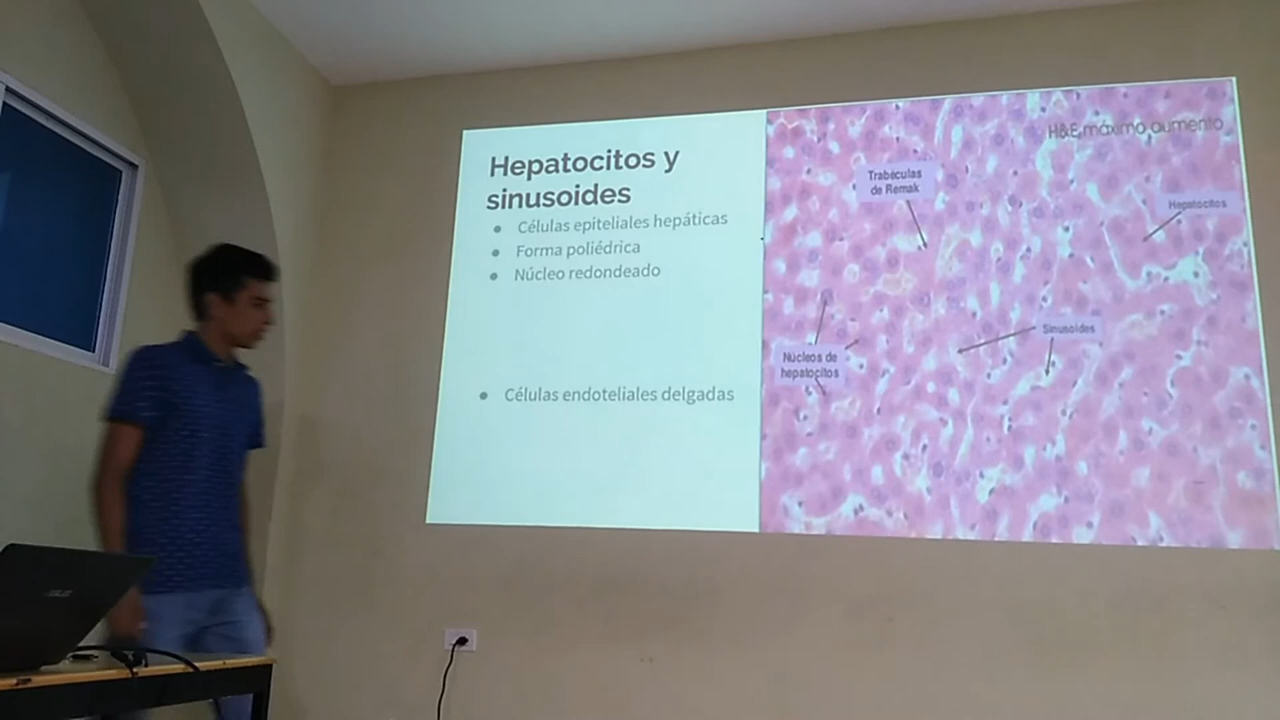 Hepatocitos y
sinusoides
● Células epiteliales hepáticas
● Forma poliédrica
● Núcleo redondeado
● Células endoteliales delgadas
H&E máximo aumento
Trabéculas
de Remak
Hepatocitos
Sinusoides
Núcleos de
hepatocitos
ASUS